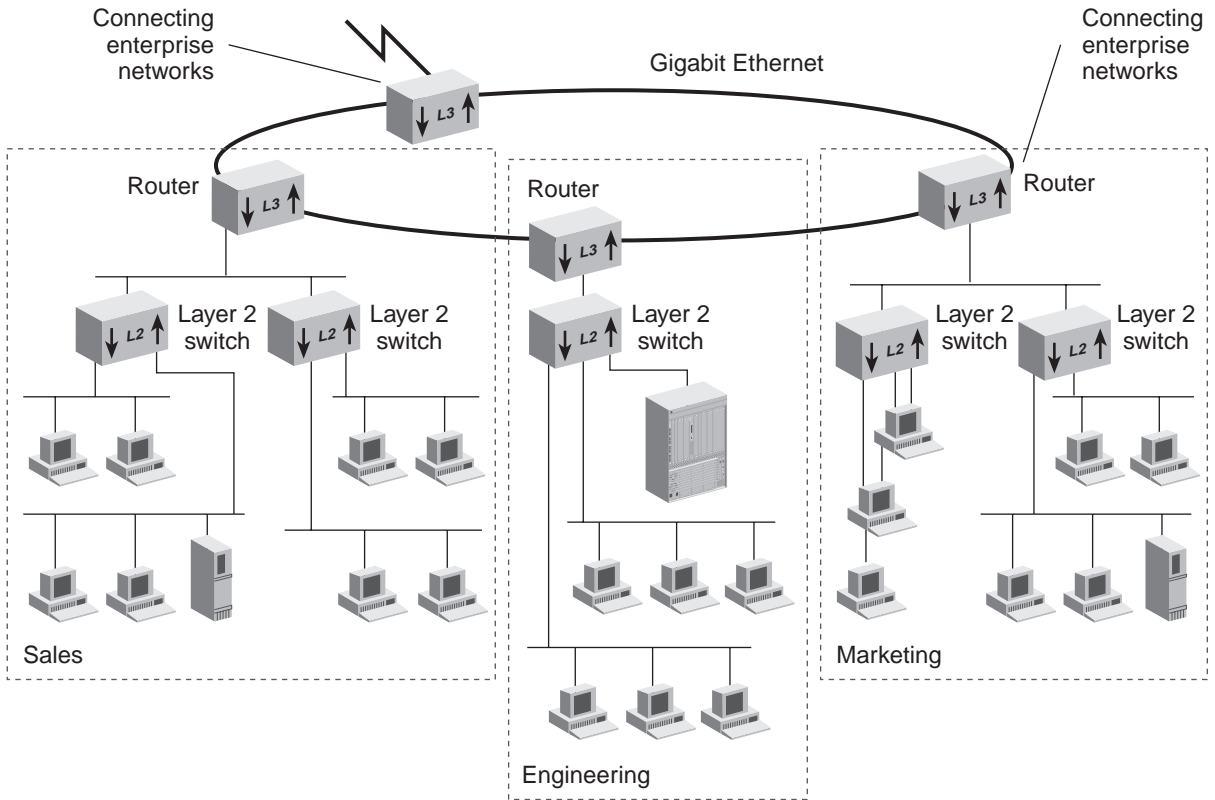 Connecting
enterprise
networks
Gigabit Ethernet
Connecting
enterprise
networks
L3
Router
L3
Router
L3
L3
Router
L2
Layer 2
switch
L2
Layer 2
switch
L2
Layer 2
switch
L2
Layer 2
switch
L2
Layer 2
switch
Sales
Marketing
Engineering